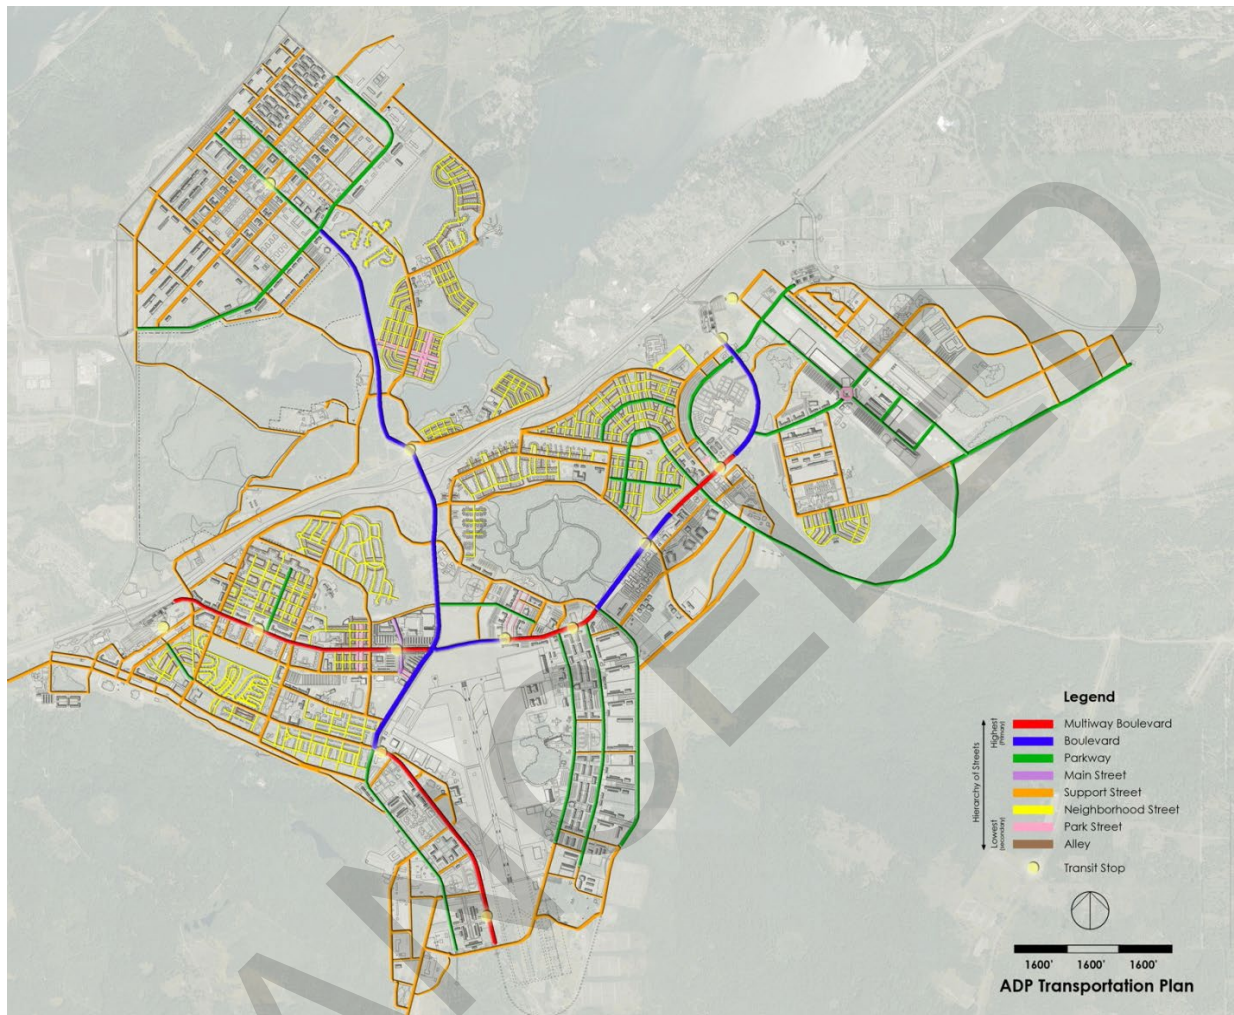 CANCELLED
Legend
Hierarchy of Streets
Highest
(Primary)
Lowest
(secondary)
Multiway Boulevard
Boulevard
Parkway
Main Street
Support Street
Neighborhood Street
Park Street
Alley
Transit Stop
1600' 1600' 1600'
ADP Transportation Plan